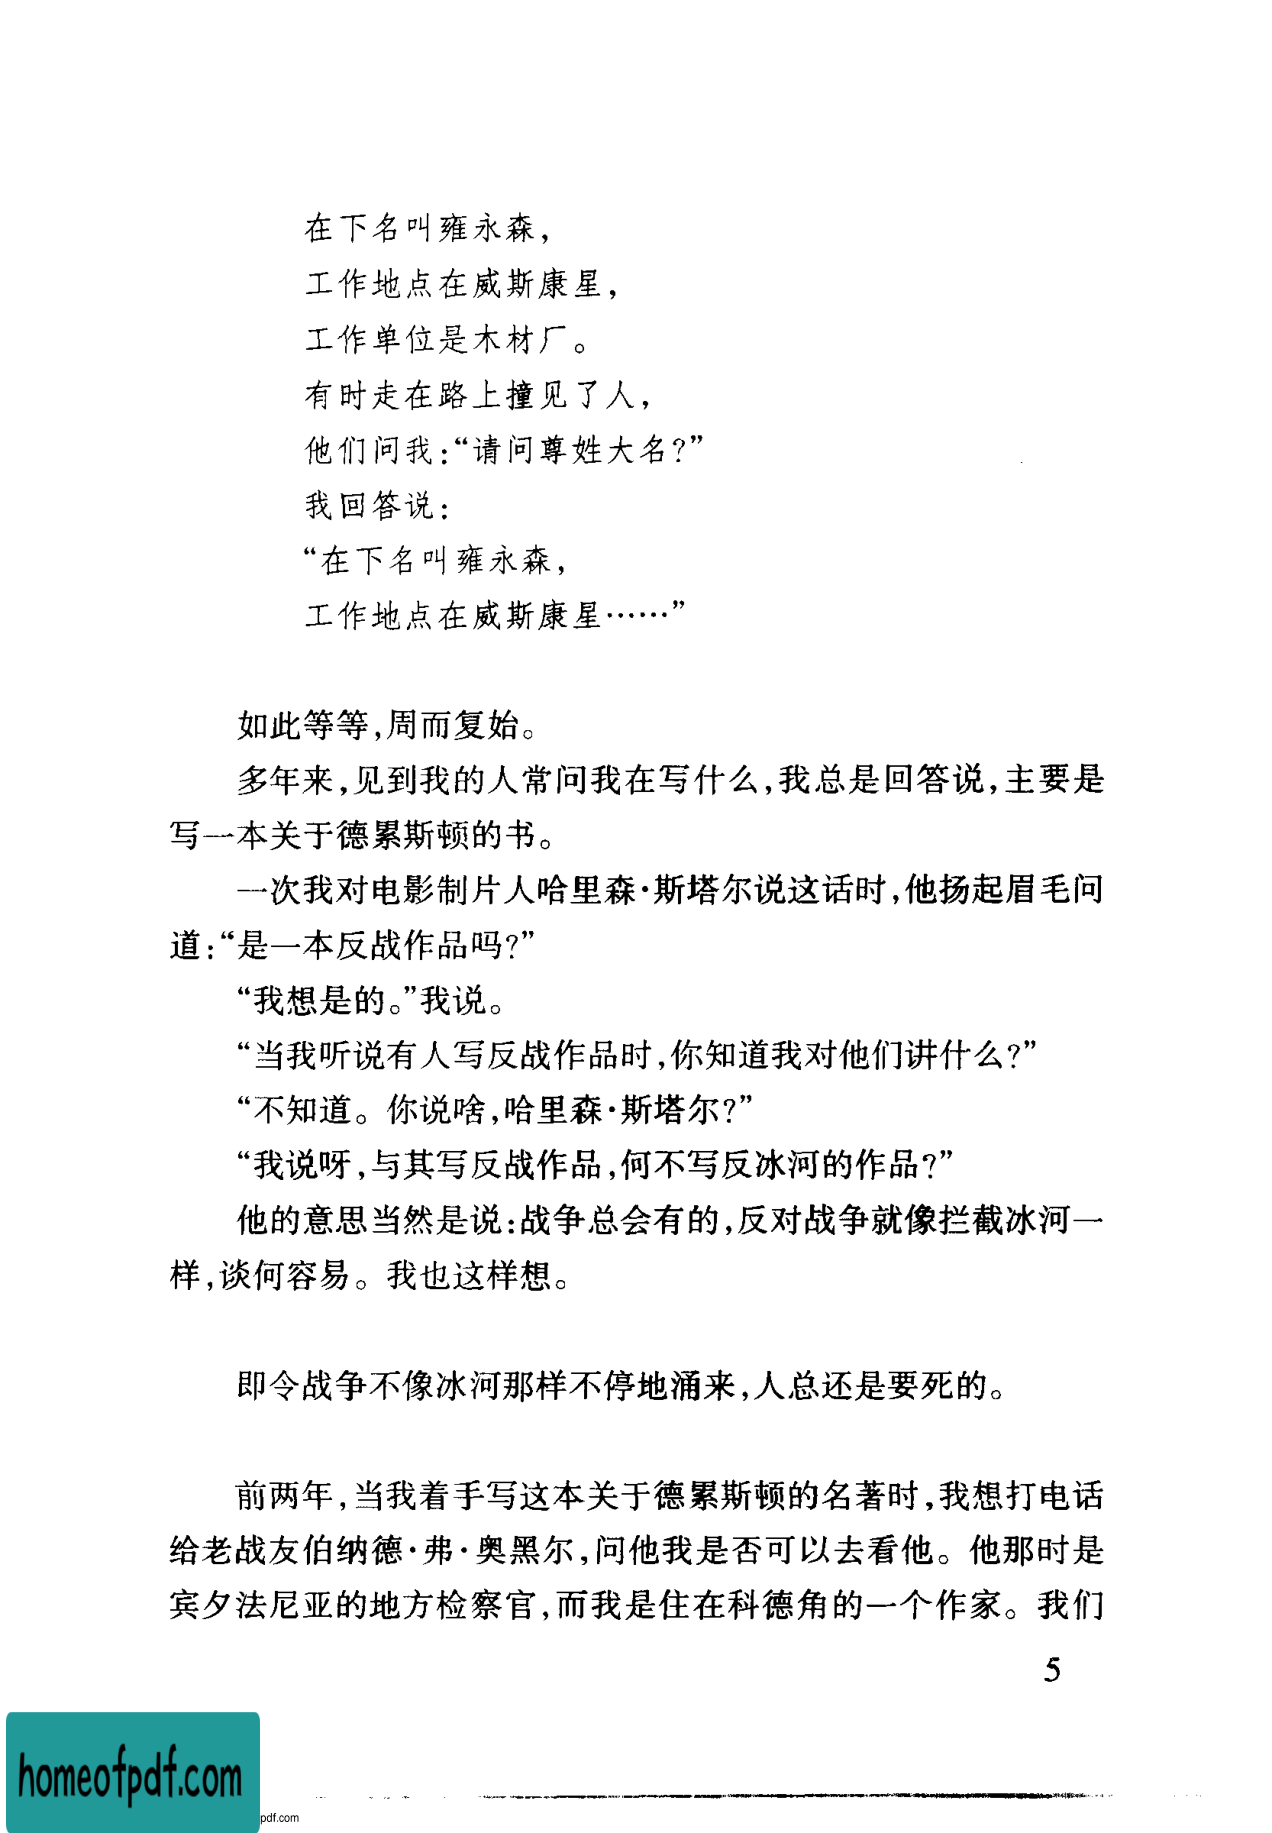 在下名叫雍永森，
工作地点在威斯康星，
工作单位是木材厂。
有时走在路上撞见了人，
他们问我：“请问尊姓大名？”
我回答说：
“在下名叫雍永森，
工作地点在威斯康星……”
如此等等，周而复始。
多年来，见到我的人常问我在写什么，我总是回答说，主要是
写一本关于德累斯顿的书。
一次我对电影制片人哈里森·斯塔尔说这话时，他扬起眉毛问
道：“是一本反战作品吗？”
“我想是的。”我说。
“当我听说有人写反战作品时，你知道我对他们讲什么？”
“不知道。你说啥，哈里森·斯塔尔？”
“我说呀，与其写反战作品，何不写反冰河的作品？”
他的意思当然是说：战争总会有的，反对战争就像拦截冰河一
样，谈何容易。我也这样想。
即令战争不像冰河那样不停地涌来，人总还是要死的。
前两年，当我着手写这本关于德累斯顿的名著时，我想打电话
给老战友伯纳德·弗·奥黑尔，问他我是否可以去看他。他那时是
宾夕法尼亚的地方检察官，而我是住在科德角的一个作家。我们
5
homeofpdf.com
pdf.com